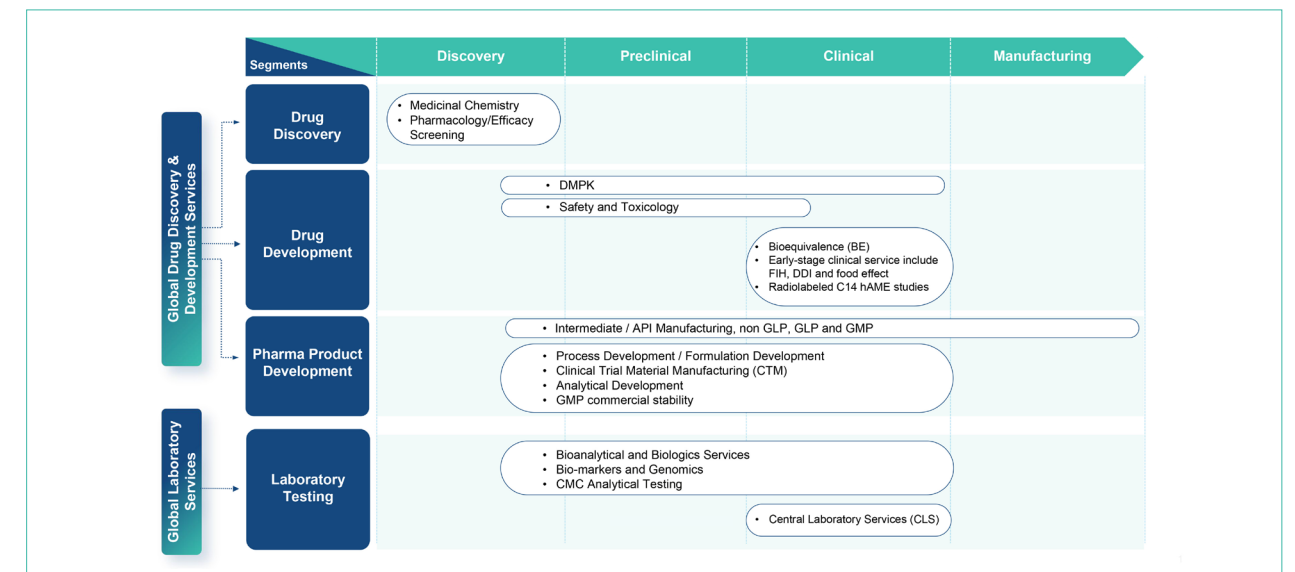 Segments
Discovery
Preclinical
Clinical
Manufacturing
Global Drug Discovery &
Development Services
Drug
Discovery
• Medicinal Chemistry
• Pharmacology/Efficacy
Screening
Drug
Development
• DMPK
• Safety and Toxicology
• Bioequivalence (BE)
• Early-stage clinical service include
FIH, DDI and food effect
• Radiolabeled C14 hAME studies
Pharma Product
Development
• Intermediate / API Manufacturing, non GLP, GLP and GMP
• Process Development / Formulation Development
• Clinical Trial Material Manufacturing (CTM)
• Analytical Development
• GMP commercial stability
Global Laboratory
Services
Laboratory
Testing
• Bioanalytical and Biologics Services
• Bio-markers and Genomics
• CMC Analytical Testing
• Central Laboratory Services (CLS)